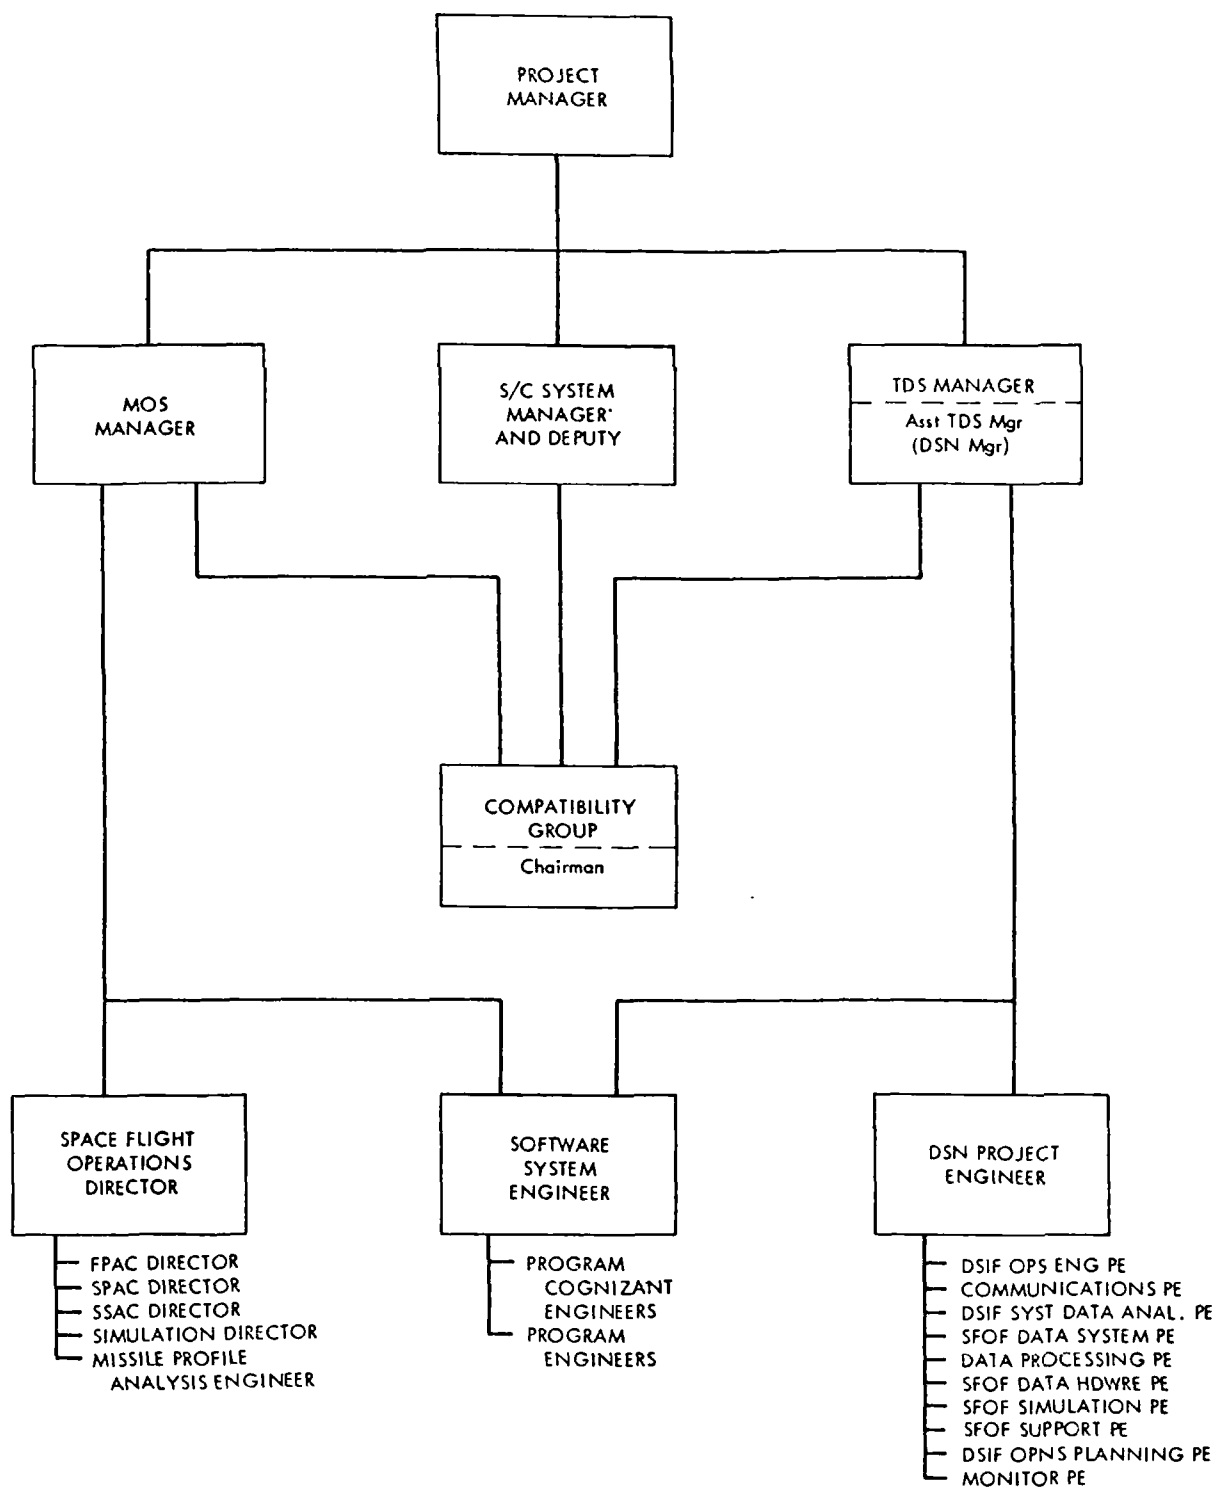 PROJECT
MANAGER
MOS
MANAGER
S/C SYSTEM
MANAGER
AND DEPUTY
TDS MANAGER
Asst TDS Mgr
(DSN Mgr)
COMPATIBILITY
GROUP
Chairman
SPACE FLIGHT
OPERATIONS
DIRECTOR
FPAC DIRECTOR
SPAC DIRECTOR
SSAC DIRECTOR
SIMULATION DIRECTOR
MISSILE PROFILE
ANALYSIS ENGINEER
SOFTWARE
SYSTEM
ENGINEER
PROGRAM
COGNIZANT
ENGINEERS
PROGRAM
ENGINEERS
DSN PROJECT
ENGINEER
DSIF OPS ENG PE
COMMUNICATIONS PE
DSIF SYST DATA ANAL. PE
SFOF DATA SYSTEM PE
DATA PROCESSING PE
SFOF DATA HDWRE PE
SFOF SIMULATION PE
SFOF SUPPORT PE
DSIF OPNS PLANNING PE
MONITOR PE